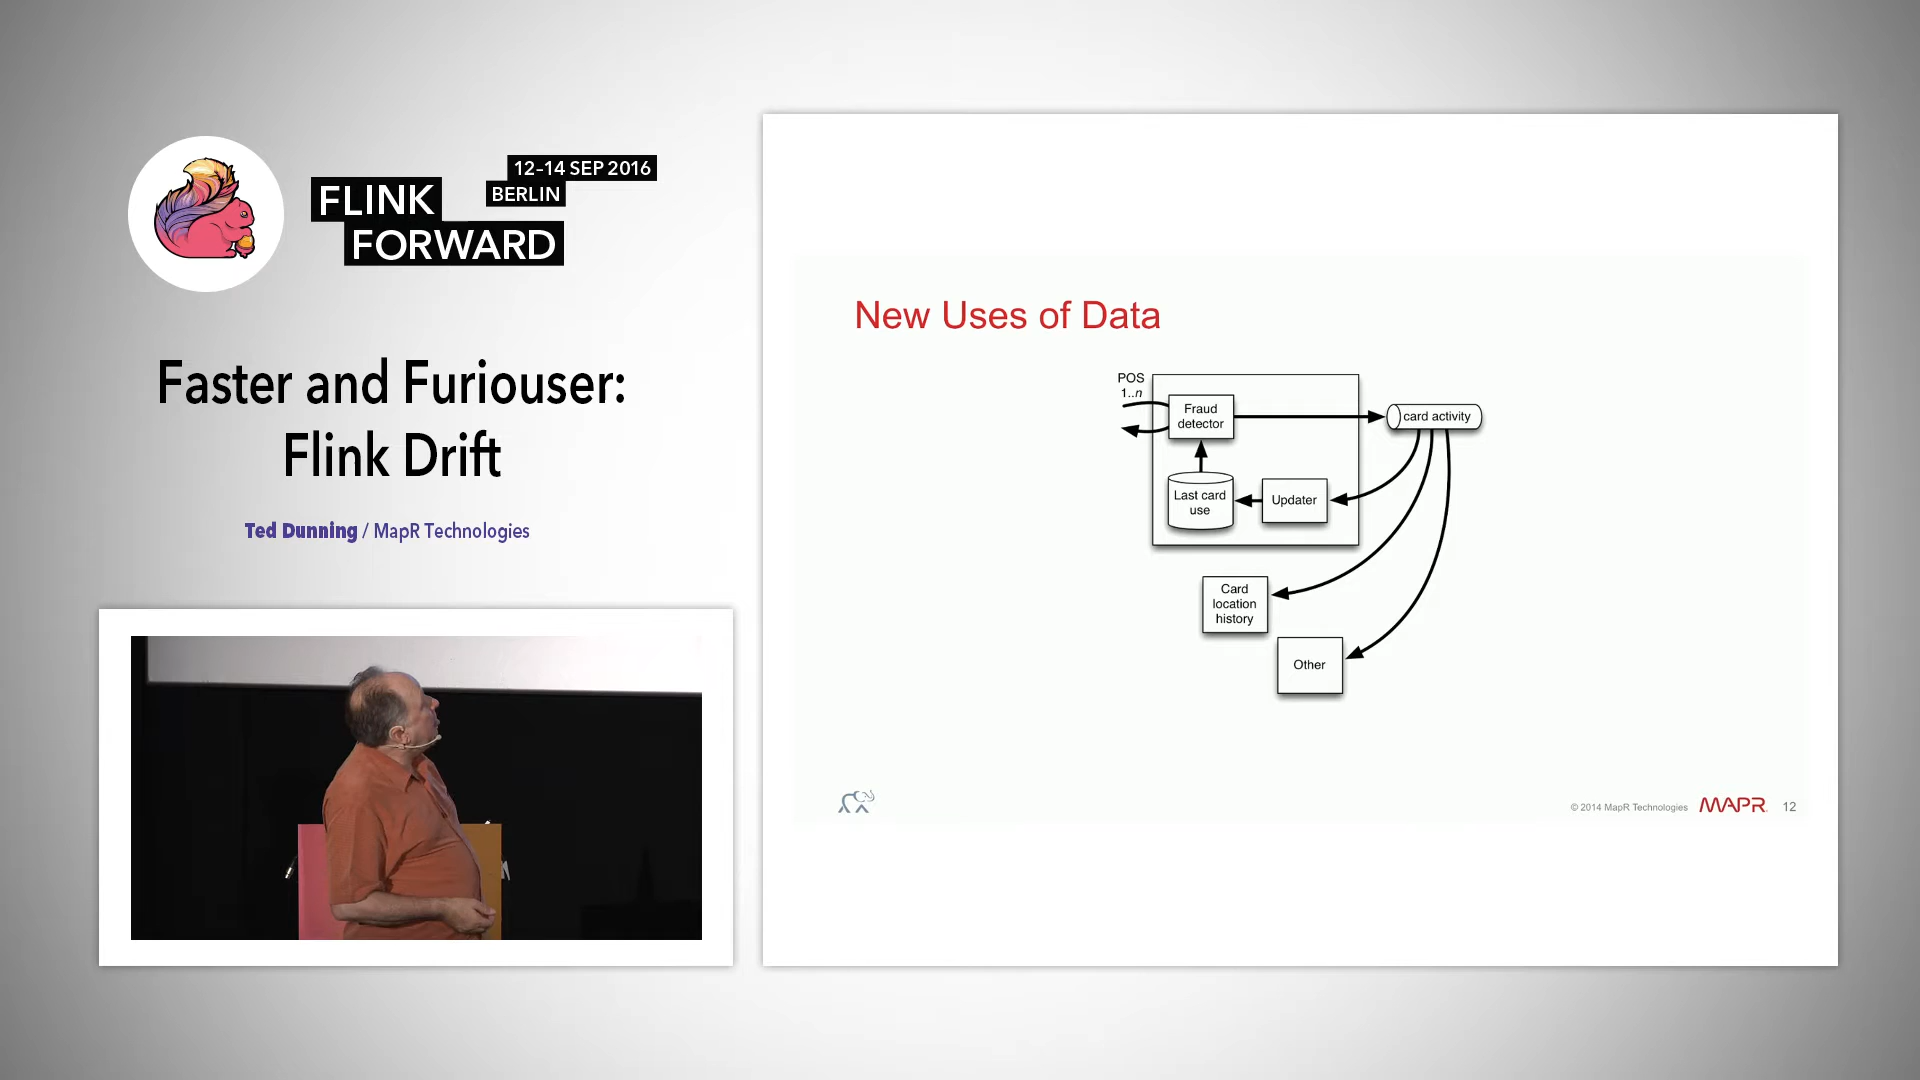 12–14 SEP 2016
BERLIN
FLINK
FORWARD
Faster and Furiouser:
Flink Drift
Ted Dunning / MapR Technologies
New Uses of Data
POS
1..n
Fraud
detector
card activity
Last card
use
Updater
Card
location
history
Other
© 2014 MapR Technologies MAPR 12